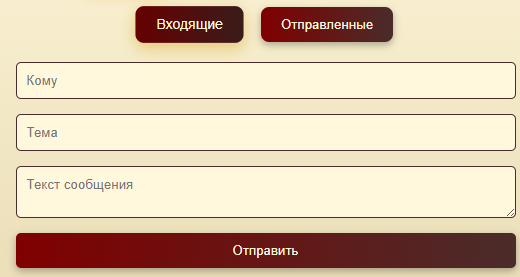 Входящие Отправленные
Кому
Тема
Текст сообщения
Отправить